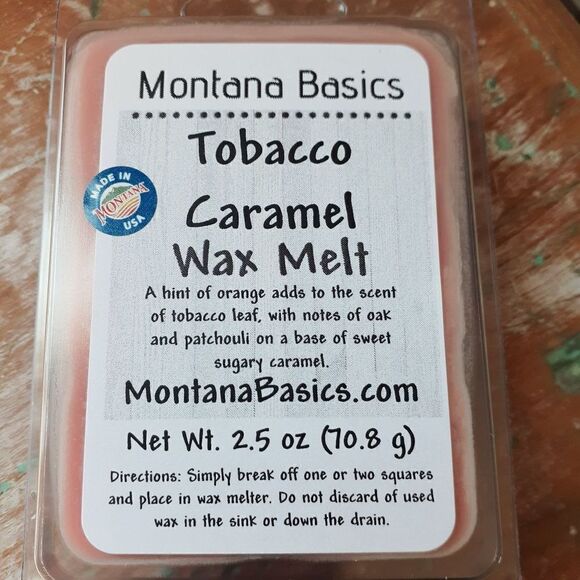 Montana Basics
Tobacco
Caramel
Wax Melt
MADE IN
MONTANA
USA
A hint of orange adds to the scent
of tobacco leaf, with notes of oak
and patchouli on a base of sweet
sugary caramel.
MontanaBasics.com
Net Wt. 2.5 oz (70.8 g)
Directions: Simply break off one or two squares
and place in wax melter. Do not discard of used
wax in the sink or down the drain.